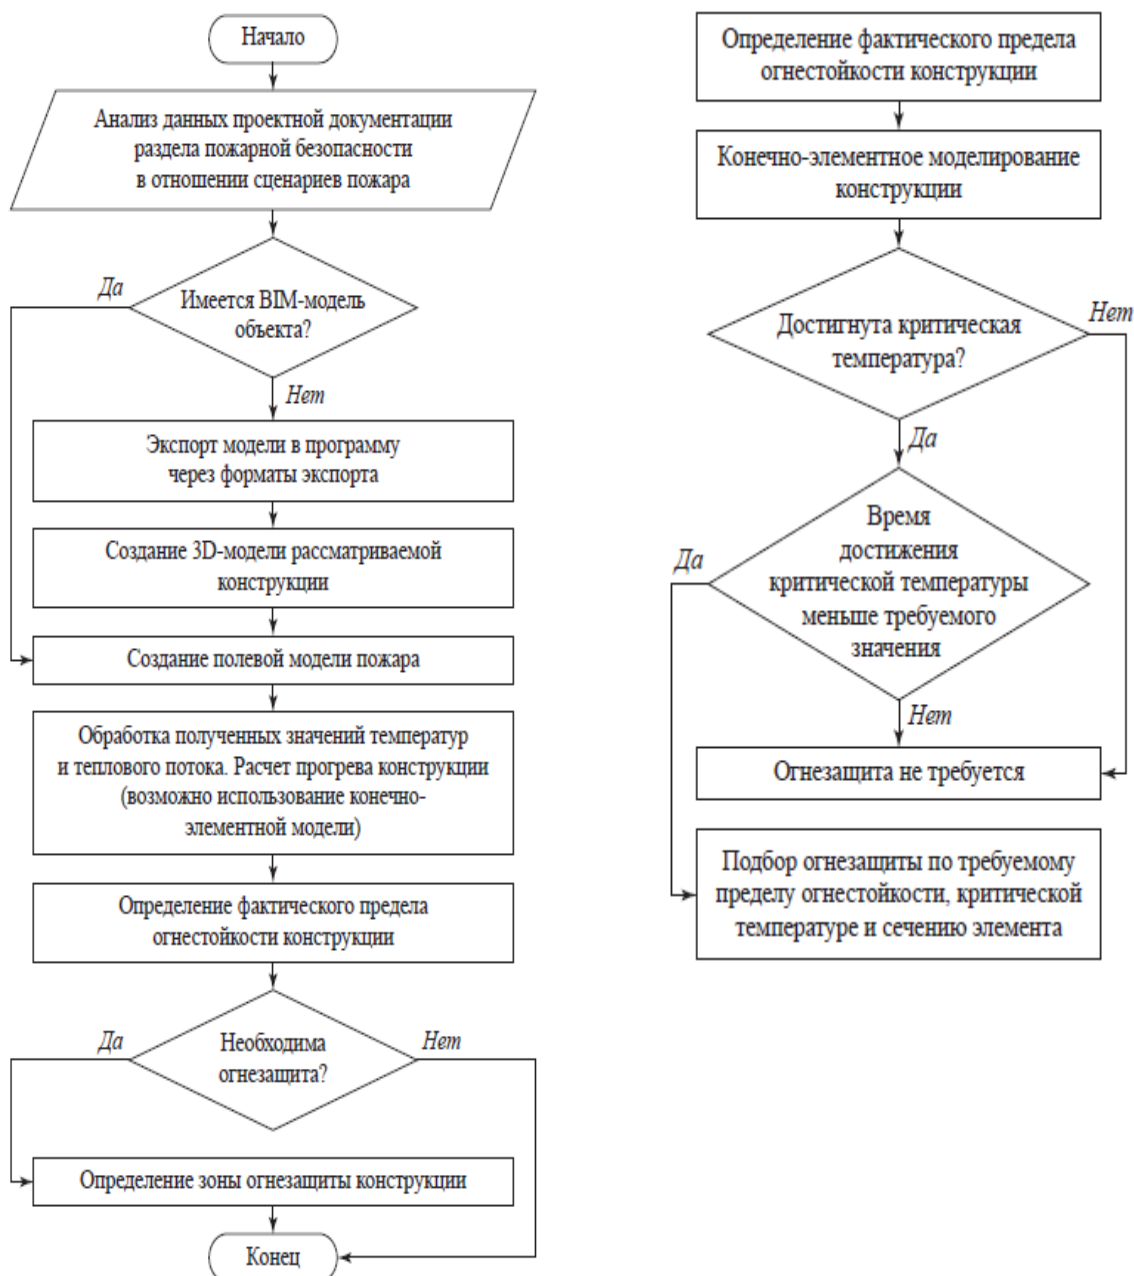 Начало
Анализ данных проектной документации
раздела пожарной безопасности
в отношении сценариев пожара
Да
Имеется BIM-модель
объекта?
Нет
Экспорт модели в программу
через форматы экспорта
Создание 3D-модели рассматриваемой
конструкции
Создание полевой модели пожара
Обработка полученных значений температур
и теплового потока. Расчет прогрева конструкции
(возможно использование конечно-
элементной модели)
Определение фактического предела
огнестойкости конструкции
Да
Необходима
огнезащита?
Нет
Определение зоны огнезащиты конструкции
Конец
Определение фактического предела
огнестойкости конструкции
Конечно-элементное моделирование
конструкции
Достигнута критическая
температура?
Нет
Да
Время
достижения
критической температуры
меньше требуемого
значения
Да
Нет
Огнезащита не требуется
Подбор огнезащиты по требуемому
пределу огнестойкости, критической
температуре и сечению элемента